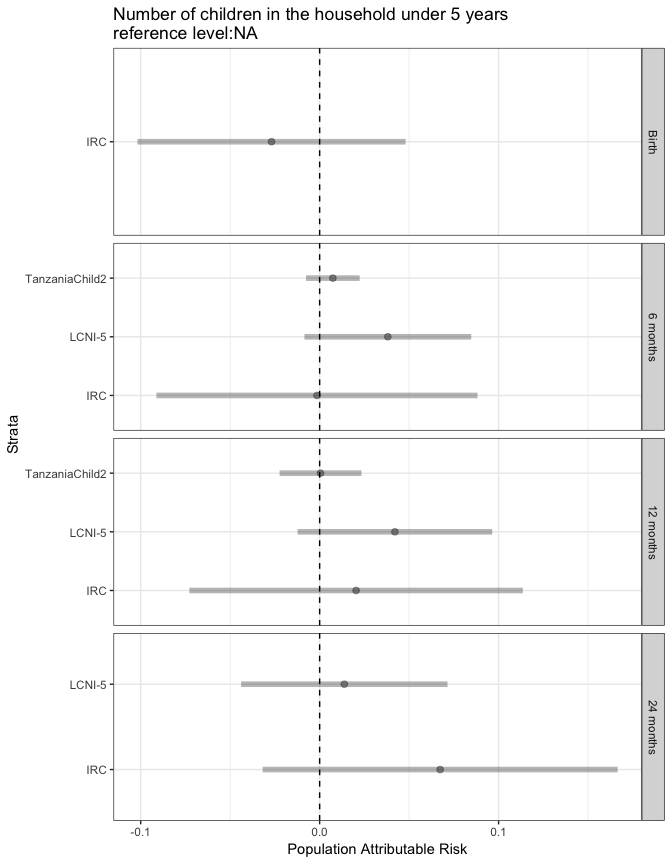 Number of children in the household under 5 years
reference level:NA
Strata
IRC
Birth
TanzaniaChild2
LCNI-5
IRC
6 months
TanzaniaChild2
LCNI-5
IRC
12 months
LCNI-5
IRC
24 months
-0.1
0.0
0.1
Population Attributable Risk